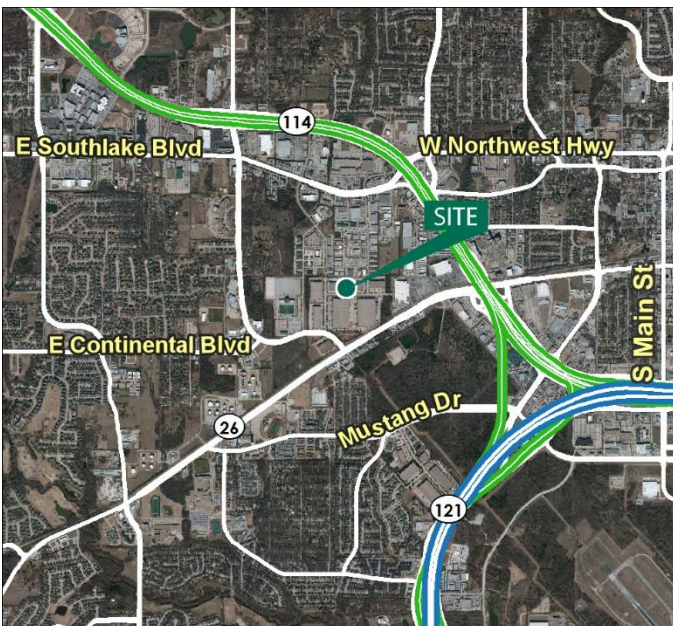 114
E Southlake Blvd
W Northwest Hwy
SITE
S Main St
E Continental Blvd
Mustang Dr
26
121